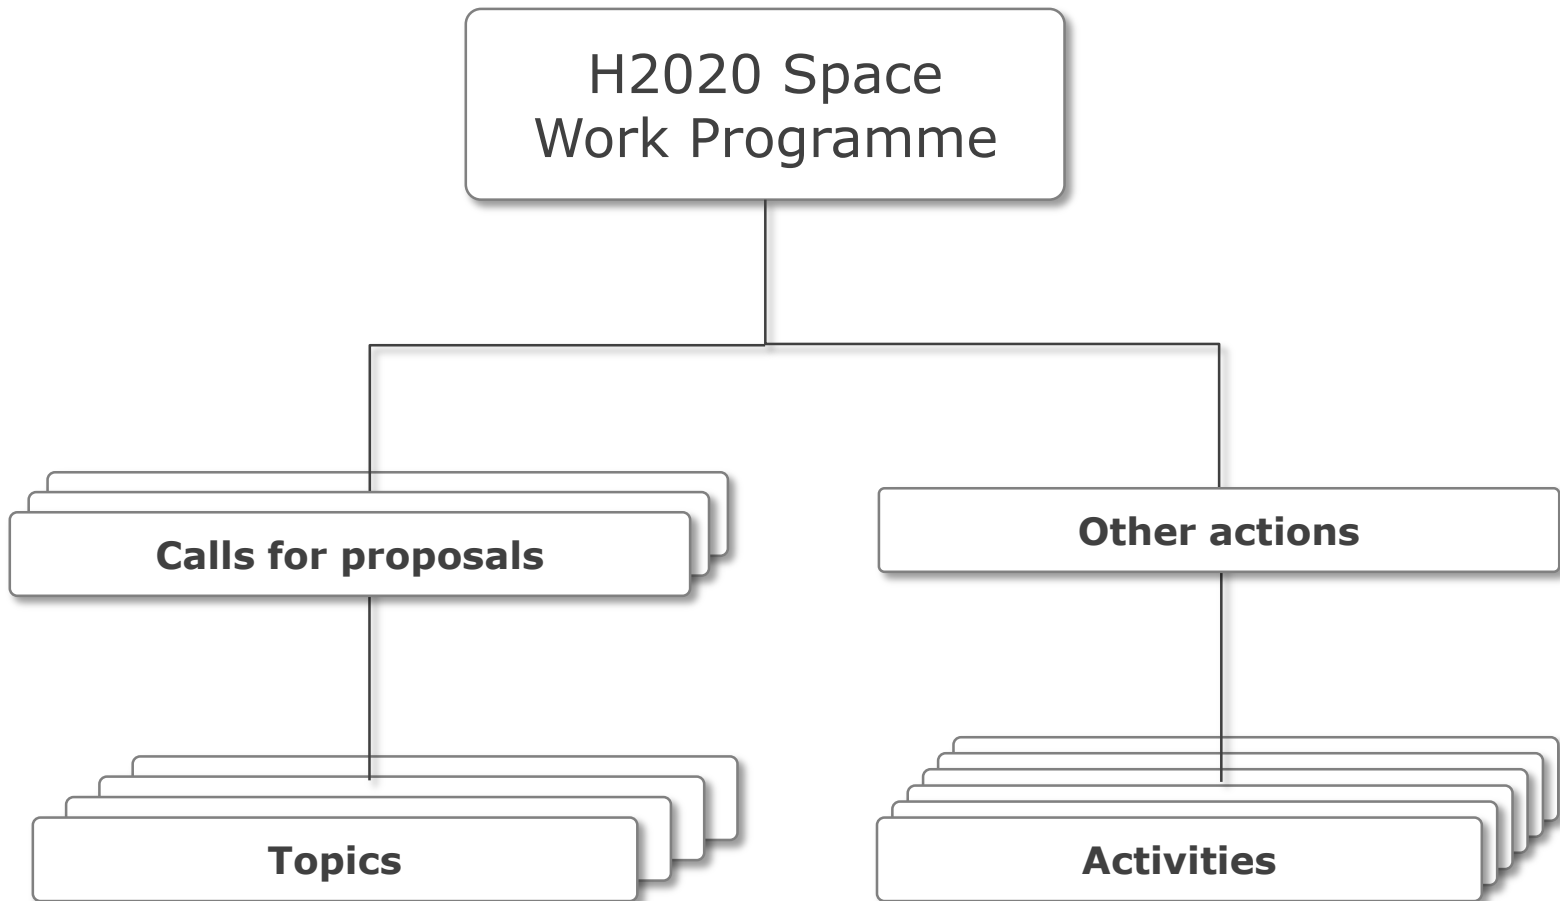 H2020 Space
Work Programme
Calls for proposals
Other actions
Topics
Activities